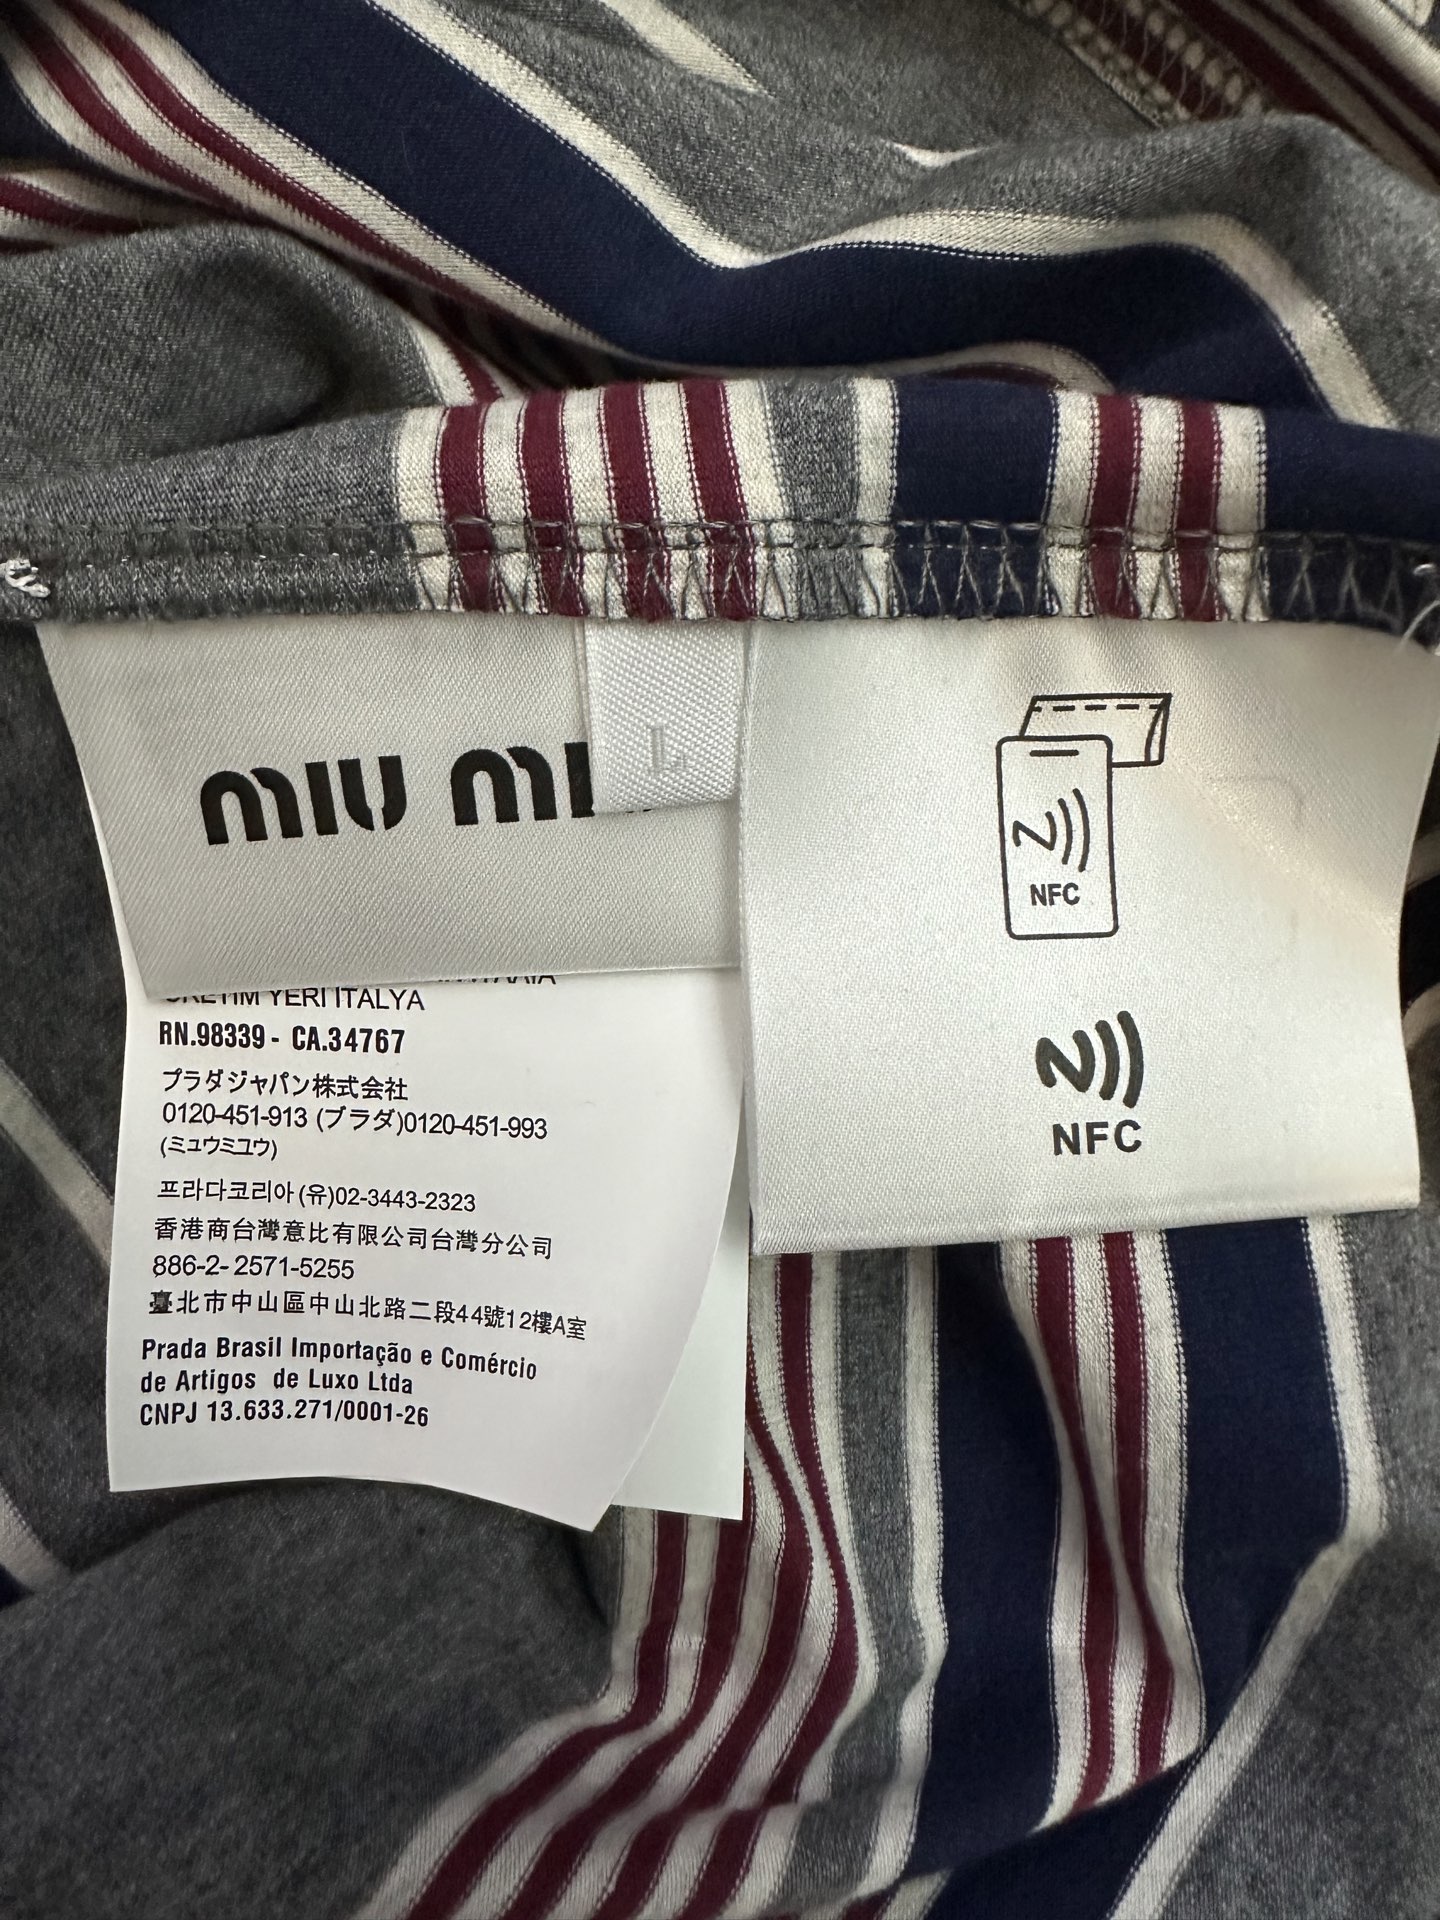 MIU MI
L
NFC
NFC
ÜRETİM YERİ İTALYA
RN.98339 - CA.34767
プラダジャパン株式会社
0120-451-913 (プラダ)0120-451-993
(ミュウミュウ)
프라다코리아(유)02-3443-2323
香港商台灣意比有限公司台灣分公司
886-2-2571-5255
臺北市中山區中山北路二段44號12樓A室
Prada Brasil Importação e Comércio
de Artigos de Luxo Ltda
CNPJ 13.633.271/0001-26